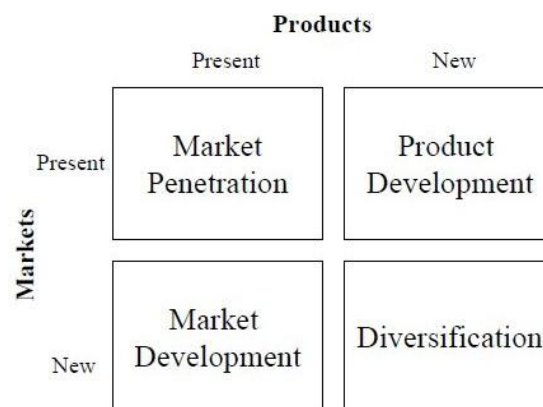 Products
Present New
Market
Penetration
Product
Development
Present
Markets
Market
Development
Diversification
New